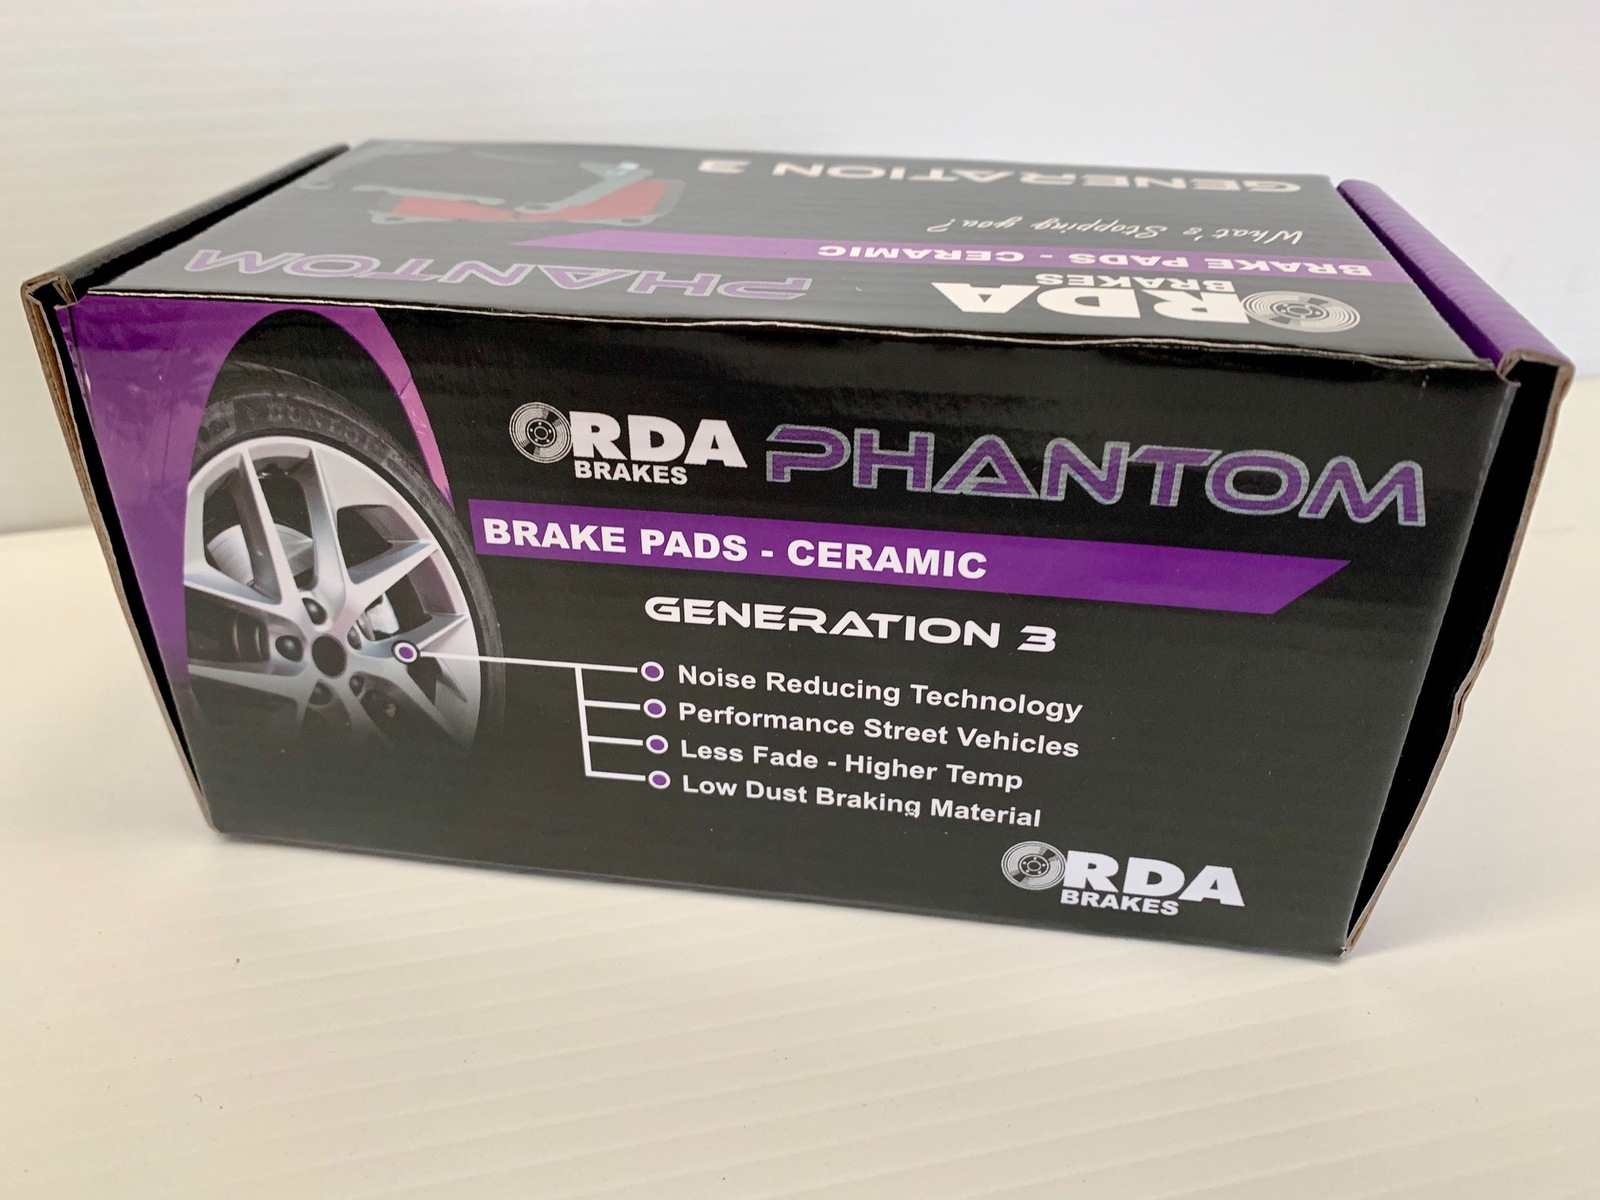 GENERATION 3
What's Stopping you?
BRAKE PADS - CERAMIC
PHANTOM
RDA
BRAKES
DUNLOP
RDA
BRAKES
PHANTOM
BRAKE PADS - CERAMIC
GENERATION 3
Noise Reducing Technology
Performance Street Vehicles
Less Fade - Higher Temp
Low Dust Braking Material
RDA
BRAKES